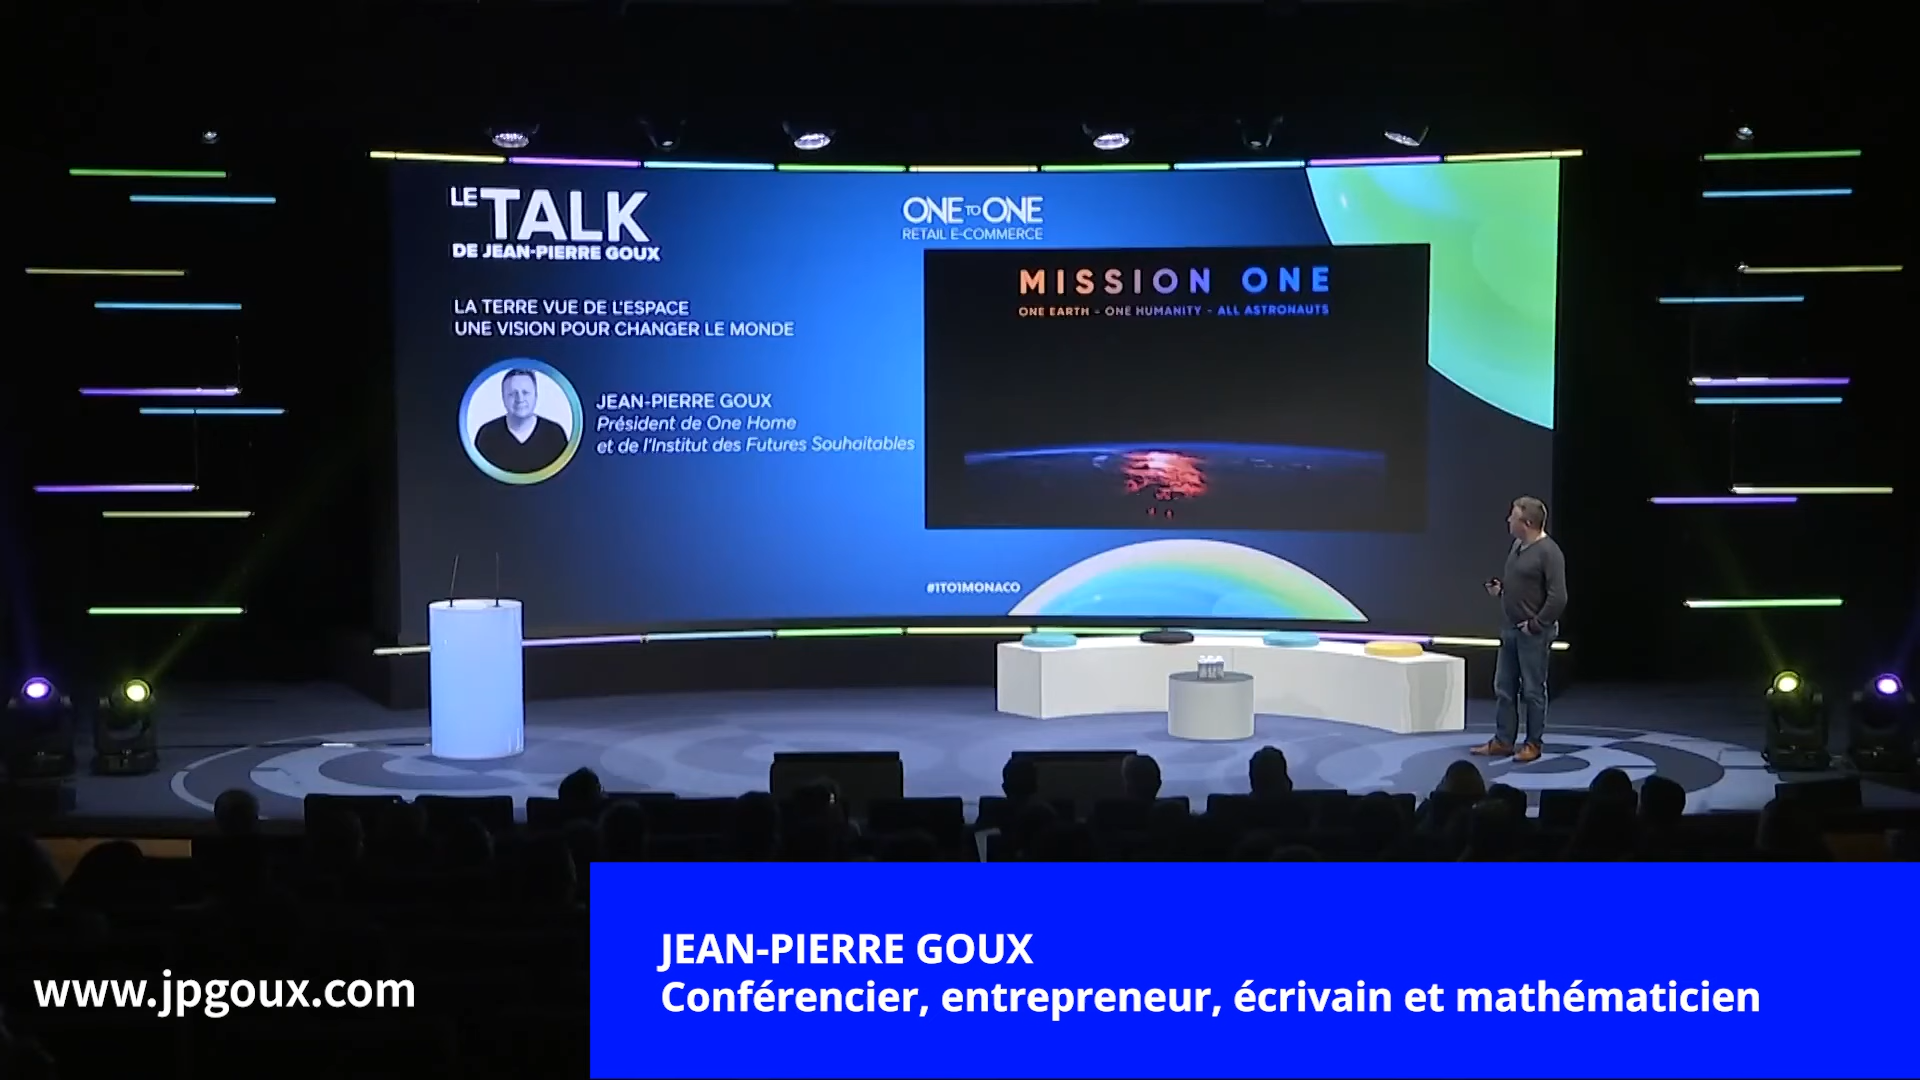 LE TALK
DE JEAN-PIERRE GOUX
LA TERRE VUE DE L'ESPACE
UNE VISION POUR CHANGER LE MONDE
JEAN-PIERRE GOUX
Président de One Home
et de l'Institut des Futures Souhaitables
ONE TO ONE
RETAIL E-COMMERCE
MISSION ONE
ONE EARTH - ONE HUMANITY - ALL ASTRONAUTS
#1TO1MONACO
www.jpgoux.com
JEAN-PIERRE GOUX
Conférencier, entrepreneur, écrivain et mathématicien